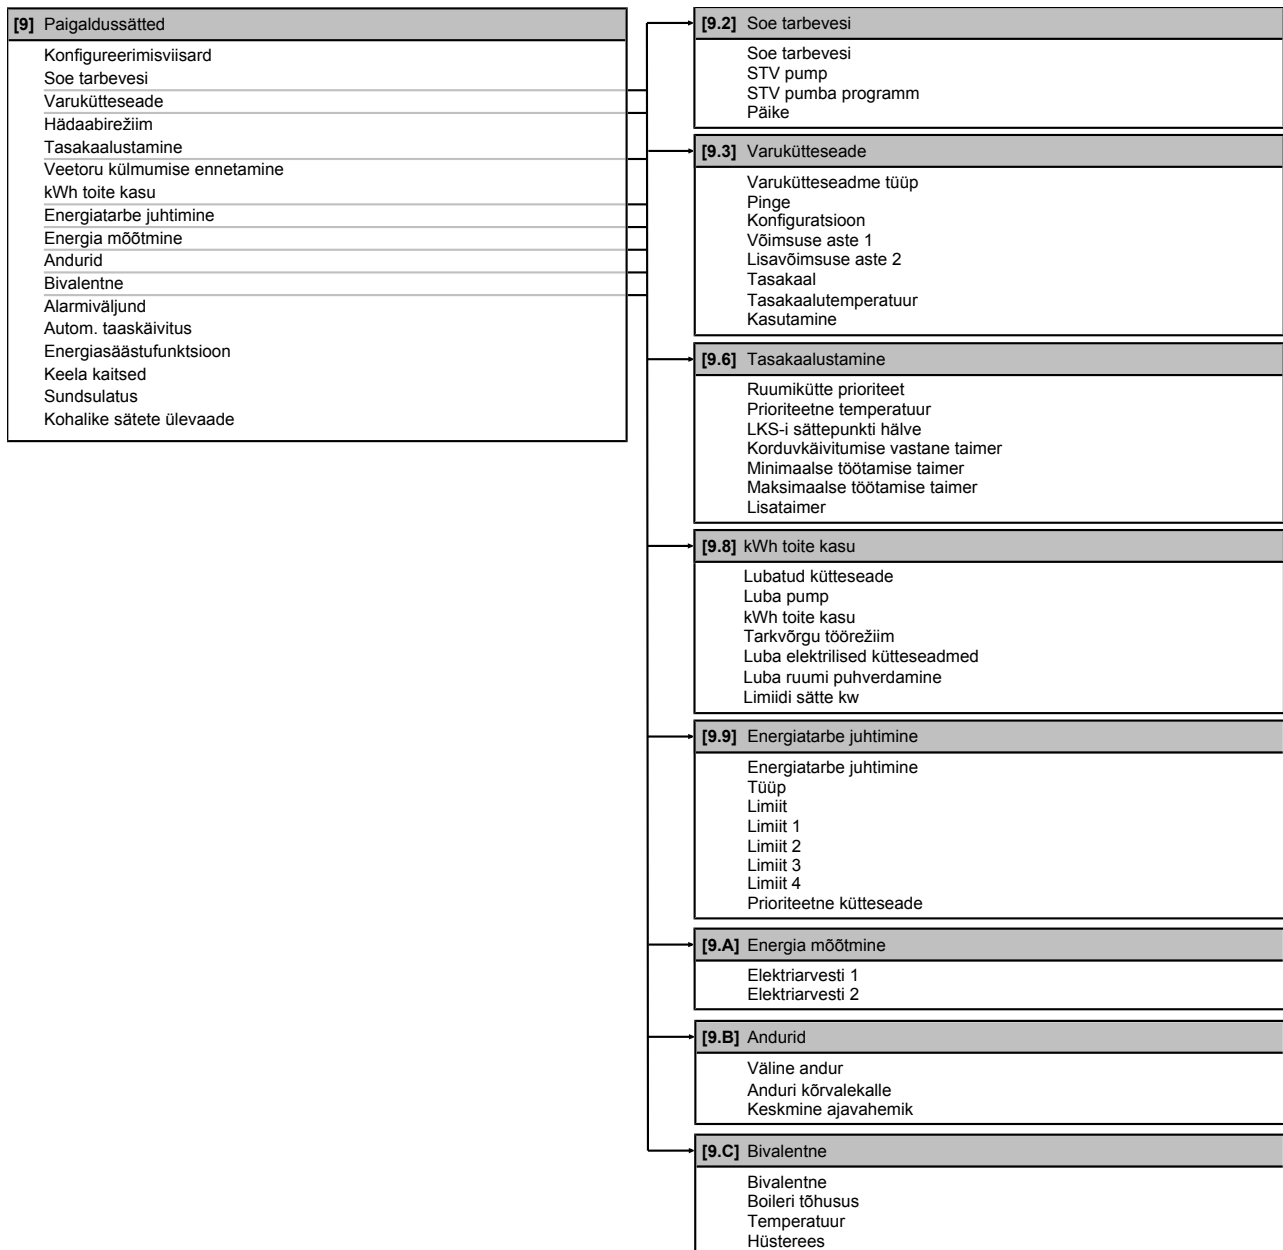 [9] Paigaldussätted
Konfigureerimisviisard
Soe tarbevesi
Varukütteseade
Hädaabirežiim
Tasakaalustamine
Veetoru külmumise ennetamine
kWh toite kasu
Energiatarbe juhtimine
Energia mõõtmine
Andurid
Bivalentne
Alarmiväljund
Autom. taaskäivitus
Energiasäästufunktsioon
Keela kaitsed
Sundsulatus
Kohalike sätete ülevaade
[9.2] Soe tarbevesi
Soe tarbevesi
STV pump
STV pumba programm
Päike
[9.3] Varukütteseade
Varukütteseadme tüüp
Pinge
Konfiguratsioon
Võimsuse aste 1
Lisavõimsuse aste 2
Tasakaal
Tasakaalutemperatuur
Kasutamine
[9.6] Tasakaalustamine
Ruumikütte prioriteet
Prioriteetne temperatuur
LKS-i sättepunkti hälve
Korduvkäivitumise vastane taimer
Minimaalse töötamise taimer
Maksimaalse töötamise taimer
Lisataimer
[9.8] kWh toite kasu
Lubatud kütteseade
Luba pump
kWh toite kasu
Tarkvõrgu töörežiim
Luba elektrilised kütteseadmed
Luba ruumi puhverdamine
Limiidi sätte kw
[9.9] Energiatarbe juhtimine
Energiatarbe juhtimine
Tüüp
Limiit
Limiit 1
Limiit 2
Limiit 3
Limiit 4
Prioriteetne kütteseade
[9.A] Energia mõõtmine
Elektriarvesti 1
Elektriarvesti 2
[9.B] Andurid
Väline andur
Anduri kõrvalekalle
Keskmine ajavahemik
[9.C] Bivalentne
Bivalentne
Boileri tõhusus
Temperatuur
Hüsterees